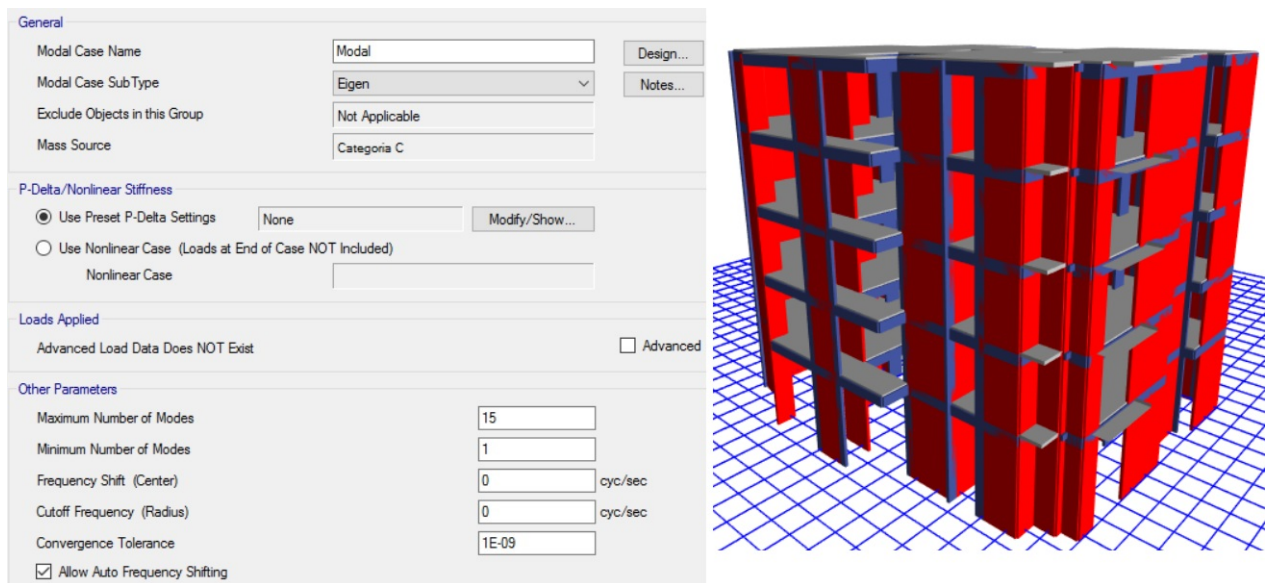 General
Modal Case Name Modal Design...
Modal Case SubType Eigen Notes...
Exclude Objects in this Group Not Applicable
Mass Source Categoria C
P-Delta/Nonlinear Stiffness
Use Preset P-Delta Settings None Modify/Show...
Use Nonlinear Case (Loads at End of Case NOT Included)
Nonlinear Case
Loads Applied
Advanced Load Data Does NOT Exist Advanced
Other Parameters
Maximum Number of Modes 15
Minimum Number of Modes 1
Frequency Shift (Center) 0 cyc/sec
Cutoff Frequency (Radius) 0 cyc/sec
Convergence Tolerance 1E-09
Allow Auto Frequency Shifting